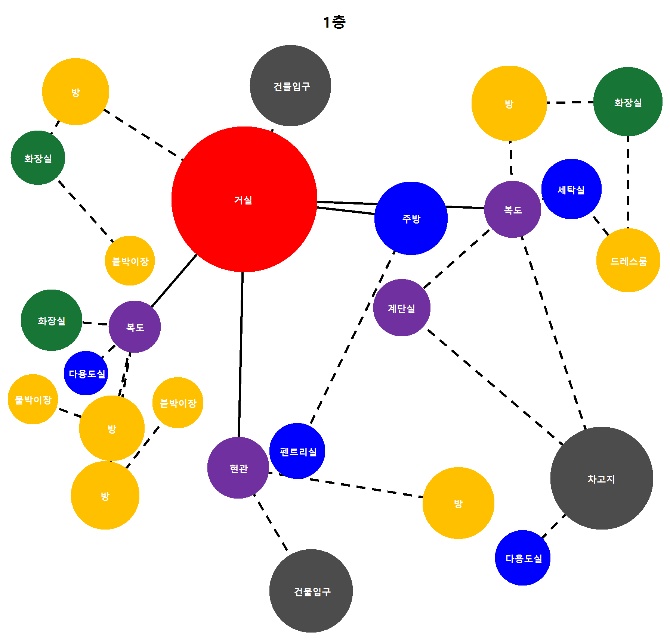 1층
건물입구
방
방
화장실
화장실
세탁실
거실
복도
주방
붙박이장
드레스룸
계단실
화장실
복도
다용도실
붙박이장
붙박이장
방
팬트리실
현관
방
방
차고지
다용도실
건물입구